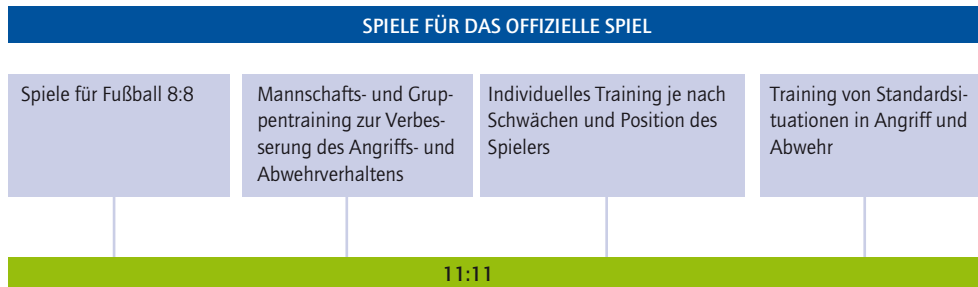 SPIELE FÜR DAS OFFIZIELLE SPIEL
Spiele für Fußball 8:8
Mannschafts- und Grup-
pentraining zur Verbes-
serung des Angriffs- und
Abwehrverhaltens
Individuelles Training je nach
Schwächen und Position des
Spielers
Training von Standardsi-
tuationen in Angriff und
Abwehr
11:11